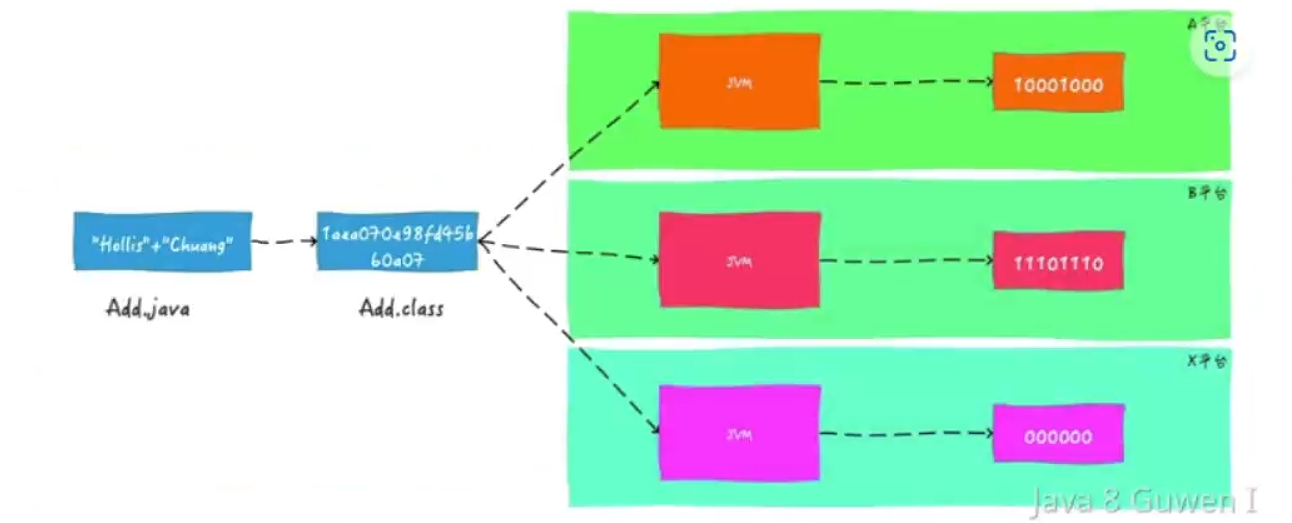 A平台
JVM
10001000
B平台
"Hollis"+"Chuang"
1aea070e98fd45b
60a07
JVM
11101110
Add.java
Add.class
X平台
JVM
000000
Java 8 Guwen I